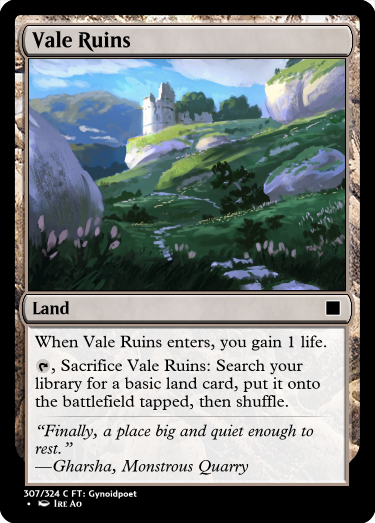 Vale Ruins
Land
When Vale Ruins enters, you gain 1 life.
, Sacrifice Vale Ruins: Search your
library for a basic land card, put it onto
the battlefield tapped, then shuffle.
“Finally, a place big and quiet enough to
rest.”
—Gharsha, Monstrous Quarry
307/324 C FT: Gynoidpoet
• Ire Ao